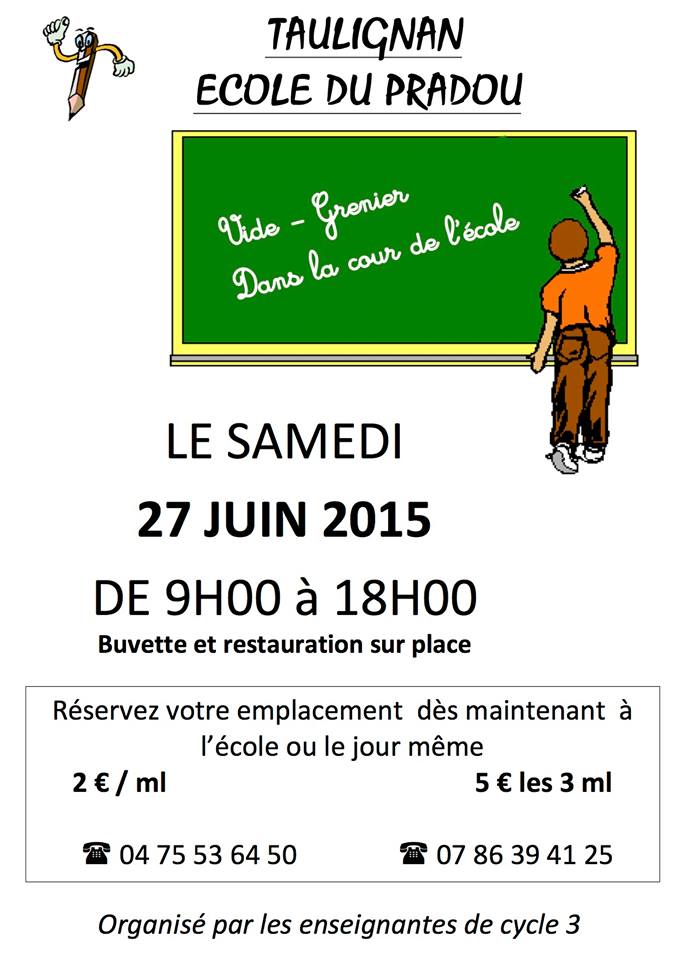 TAULIGNAN
ECOLE DU PRADOU
Vide - Grenier
Dans la cour de l'école
LE SAMEDI
27 JUIN 2015
DE 9H00 à 18H00
Buvette et restauration sur place
Réservez votre emplacement dès maintenant à
l'école ou le jour même
2 € / ml 5 € les 3 ml
☎ 04 75 53 64 50 ☎ 07 86 39 41 25
Organisé par les enseignantes de cycle 3